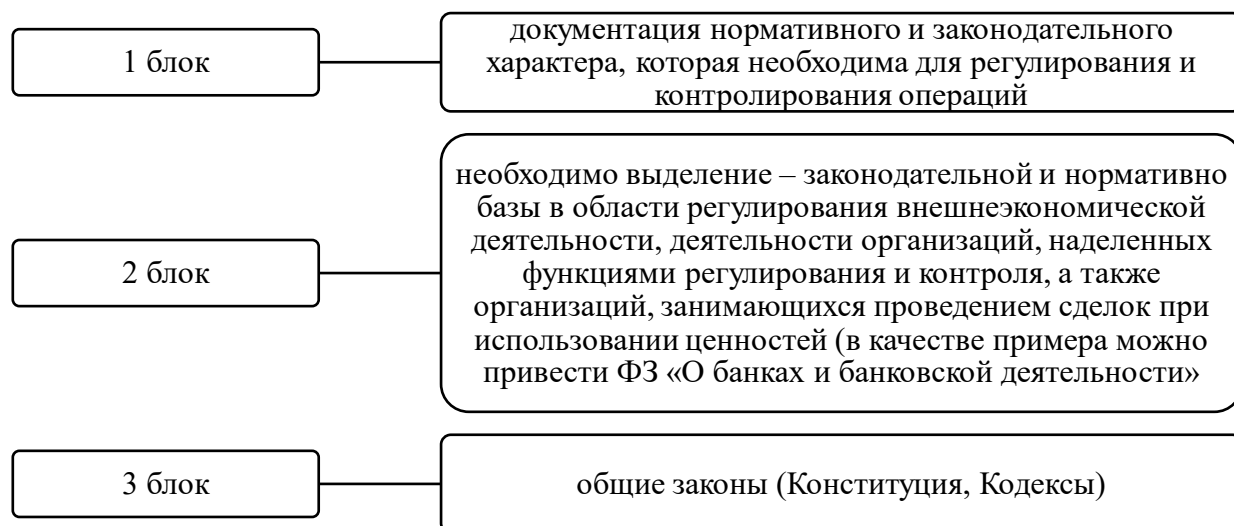 1 блок
документация нормативного и законодательного
характера, которая необходима для регулирования и
контролирования операций
2 блок
необходимо выделение – законодательной и нормативно
базы в области регулирования внешнеэкономической
деятельности, деятельности организаций, наделенных
функциями регулирования и контроля, а также
организаций, занимающихся проведением сделок при
использовании ценностей (в качестве примера можно
привести ФЗ «О банках и банковской деятельности»
3 блок
общие законы (Конституция, Кодексы)